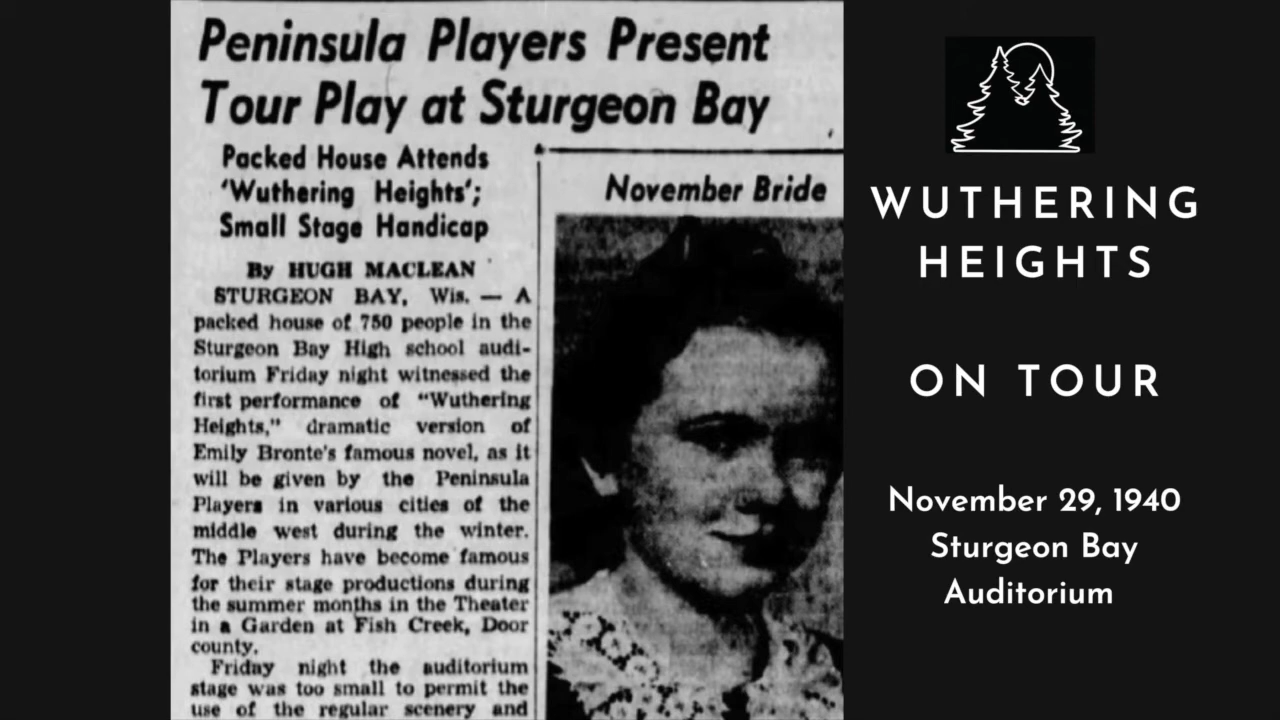 Peninsula Players Present
Tour Play at Sturgeon Bay
Packed House Attends
'Wuthering Heights';
Small Stage Handicap
By HUGH MACLEAN
STURGEON BAY, Wis. — A
packed house of 750 people in the
Sturgeon Bay High school audi-
torium Friday night witnessed the
first performance of "Wuthering
Heights," dramatic version of
Emily Bronte's famous novel, as it
will be given by the Peninsula
Players in various cities of the
middle west during the winter.
The Players have become famous
for their stage productions during
the summer months in the Theater
in a Garden at Fish Creek, Door
county.
Friday night the auditorium
stage was too small to permit the
use of the regular scenery and
November Bride
WUTHERING
HEIGHTS
ON TOUR
November 29, 1940
Sturgeon Bay
Auditorium